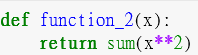 def function_2(x):
    return sum(x**2)